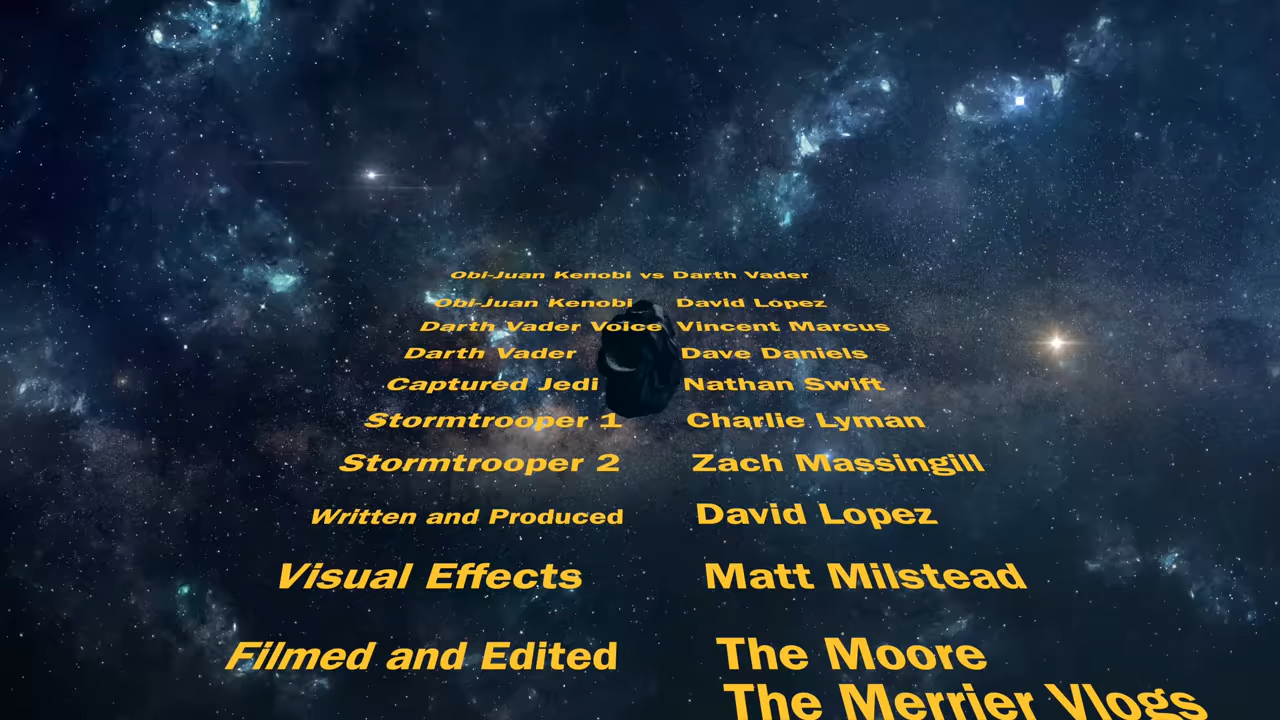 Obi-Juan Kenobi vs Darth Vader
Obi-Juan Kenobi David Lopez
Darth Vader Voice Vincent Marcus
Darth Vader Dave Daniels
Captured Jedi Nathan Swift
Stormtrooper 1 Charlie Lyman
Stormtrooper 2 Zach Massingill
Written and Produced David Lopez
Visual Effects Matt Milstead
Filmed and Edited The Moore
The Merrier Vlogs